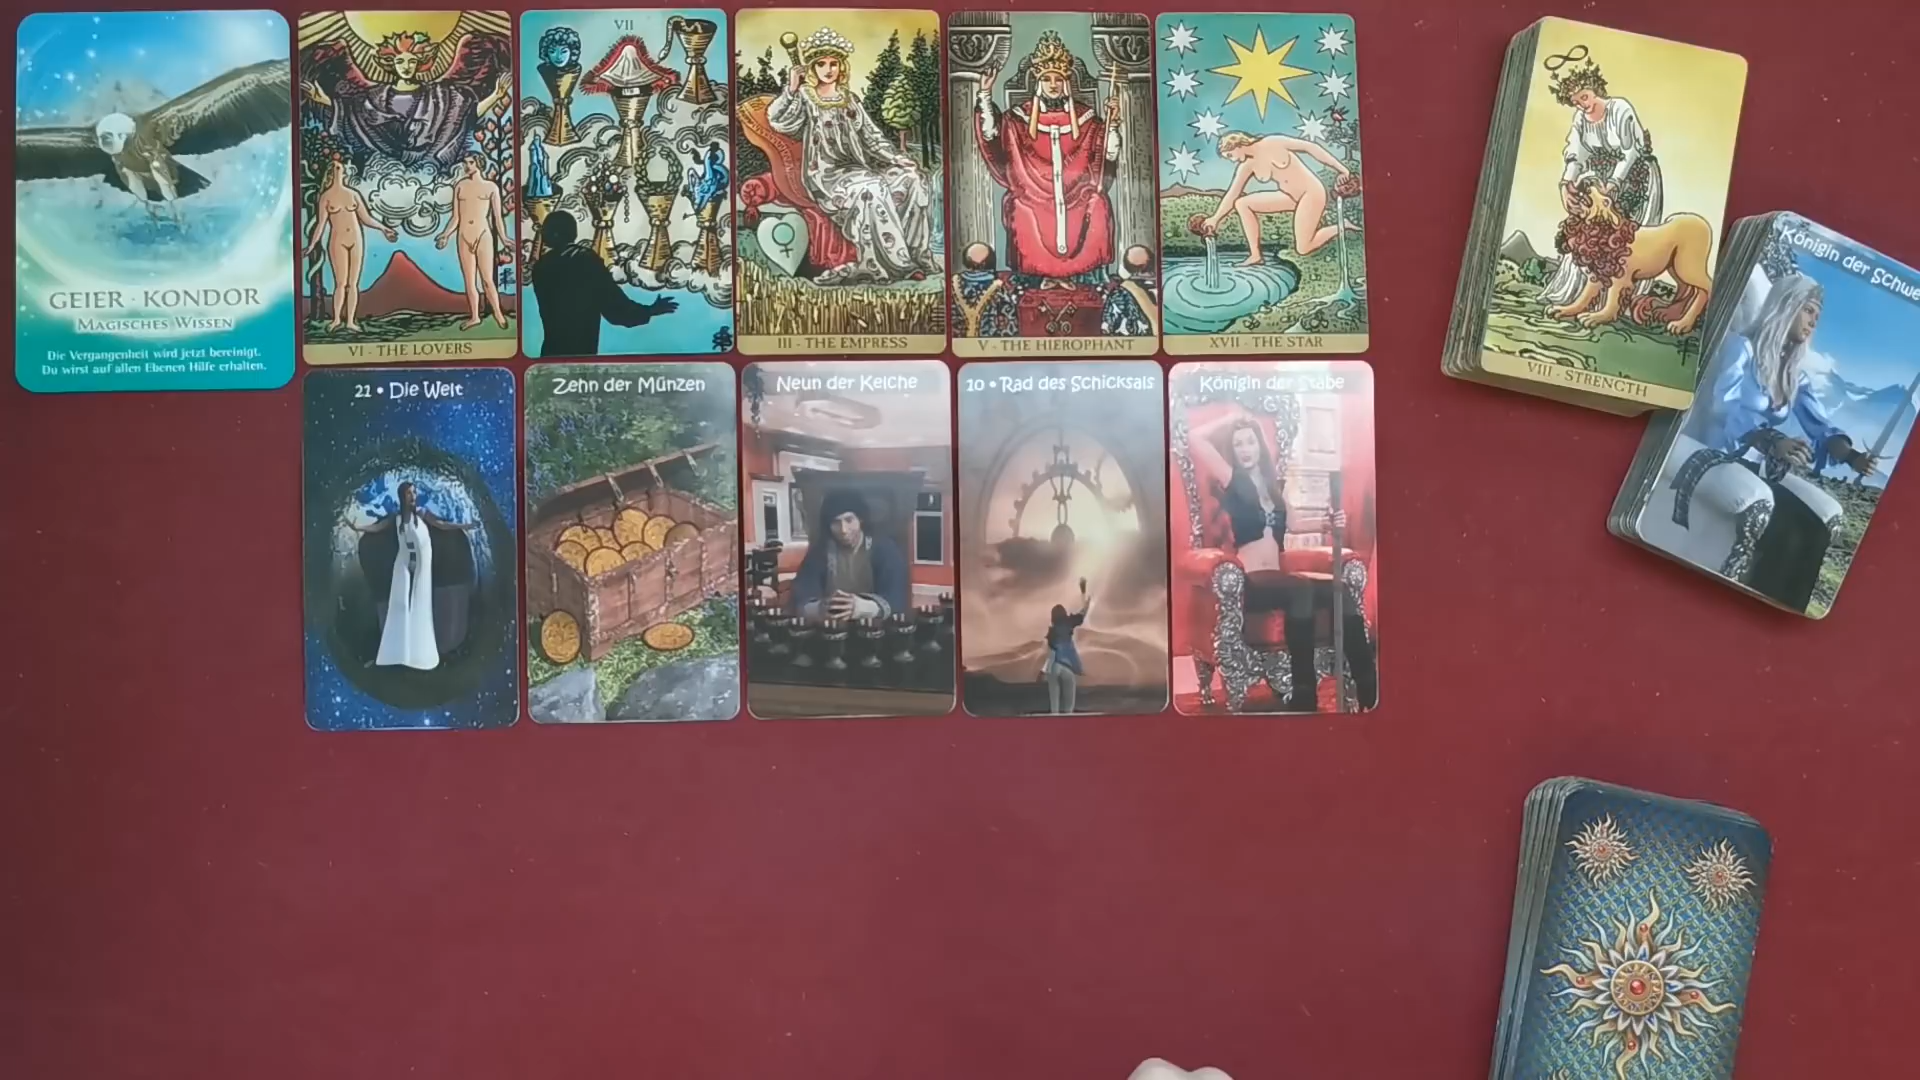 GEIER · KONDOR
MAGISCHES WISSEN
Die Vergangenheit wird jetzt bereinigt.
Du wirst auf allen Ebenen Hilfe erhalten.
VI - THE LOVERS
VII
III - THE EMPRESS
V - THE HIEROPHANT
XVII - THE STAR
21 • Die Welt
Zehn der Münzen
Neun der Kelche
10 • Rad des Schicksals
Königin der Stäbe
VIII - STRENGTH
Königin der Schwe